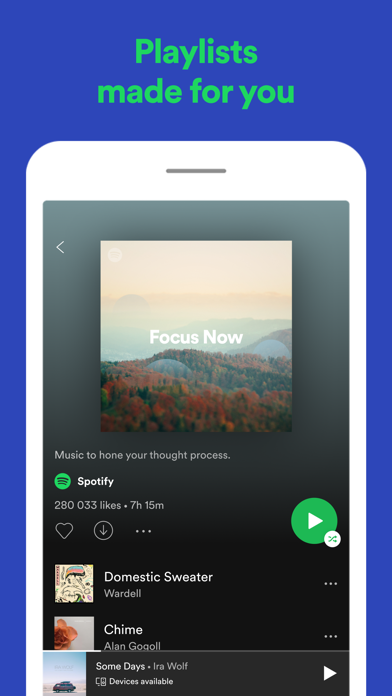 Playlists
made for you
Focus Now
Music to hone your thought process.
Spotify
280 033 likes • 7h 15m
Domestic Sweater
Wardell
Chime
Alan Gogoll
Some Days • Ira Wolf
Devices available